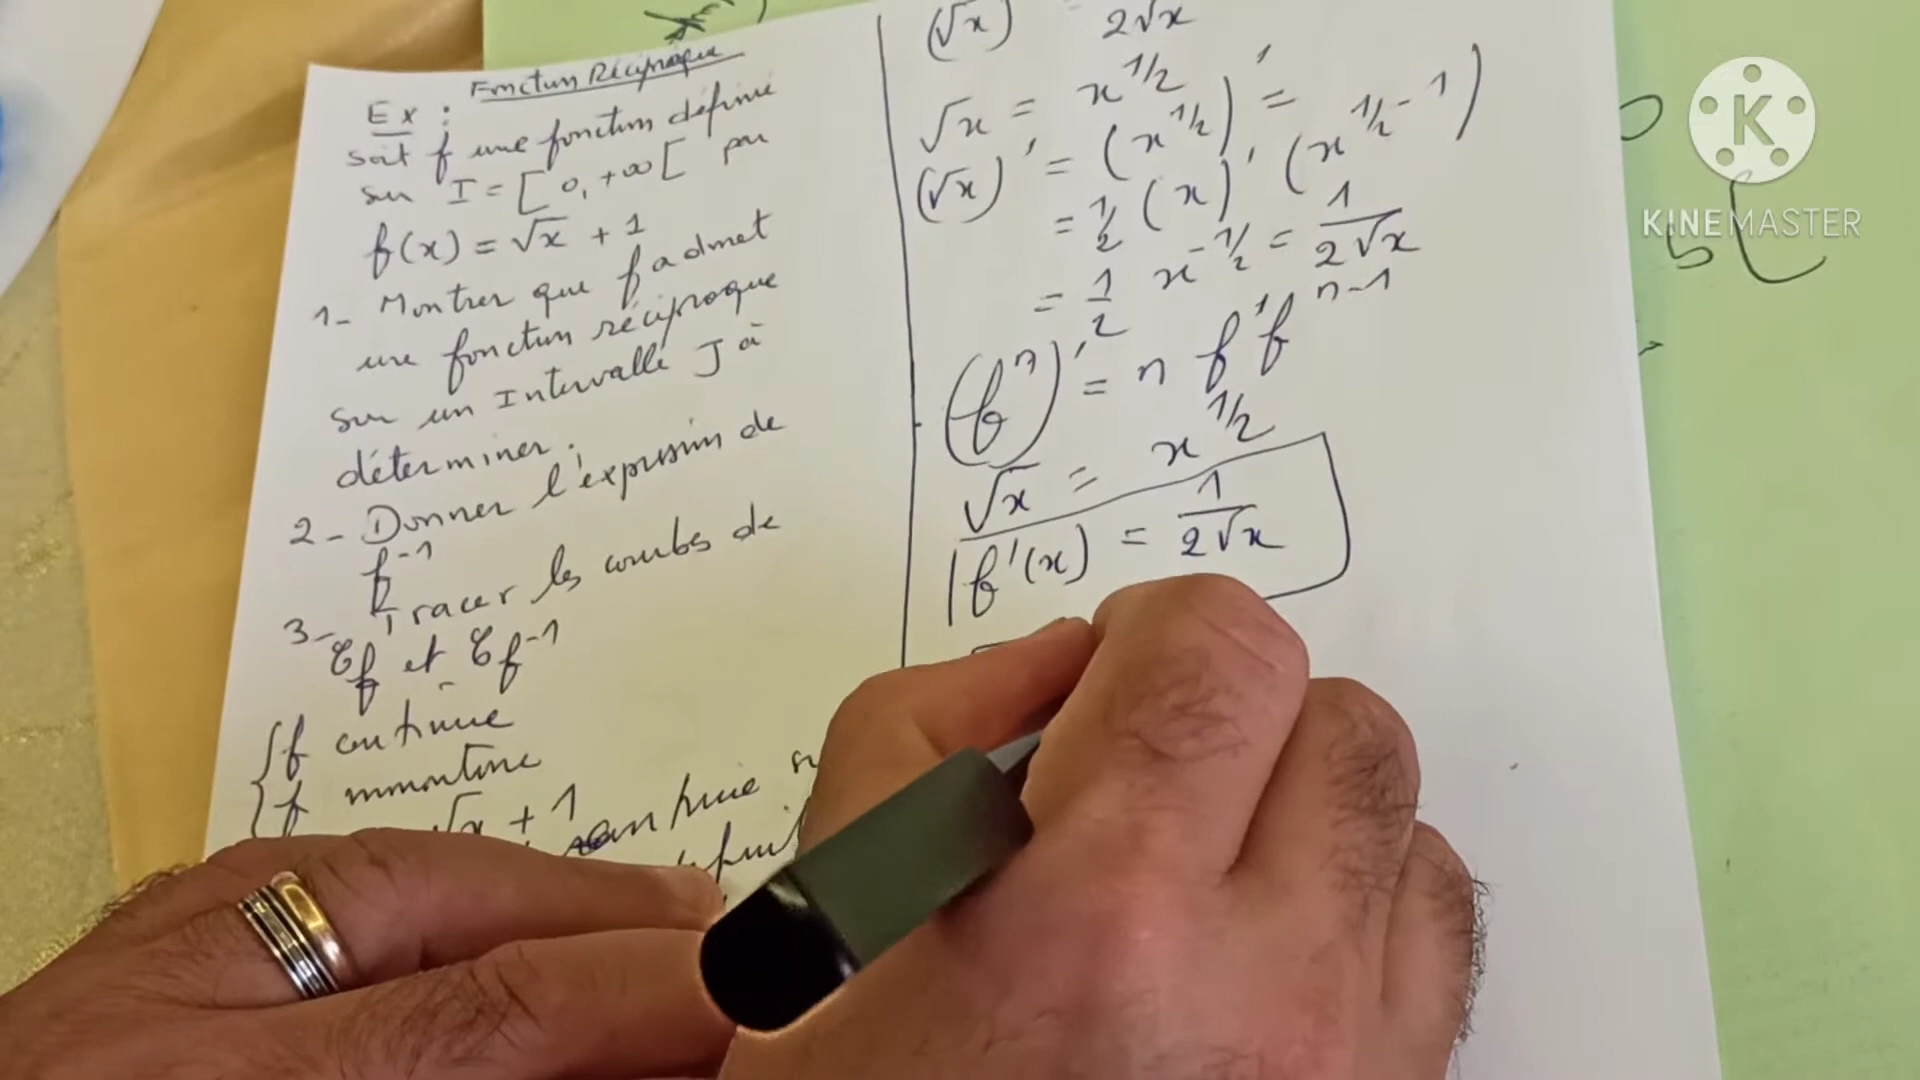 Fonction Réciproque
Ex :
soit f une fonction définie
sur I = [0, +∞[ par
f(x) = √x + 1
1- Montrer que f admet
une fonction réciproque
sur un Intervalle J à
déterminer.
2- Donner l'expression de
f⁻¹
3- Tracer les courbes de
𝒞f et 𝒞f⁻¹
{ f continue
f monotone
√x + 1
continue
(√x) 2√x
√x = x^1/2
(√x)' = (x^1/2)' =
= 1/2 (x)' (x^1/2-1)
= 1/2 x^-1/2 = 1/2√x
(fⁿ)' = n f'f^n-1
√x = x^1/2
f'(x) = 1/2√x
K
KINEMASTER